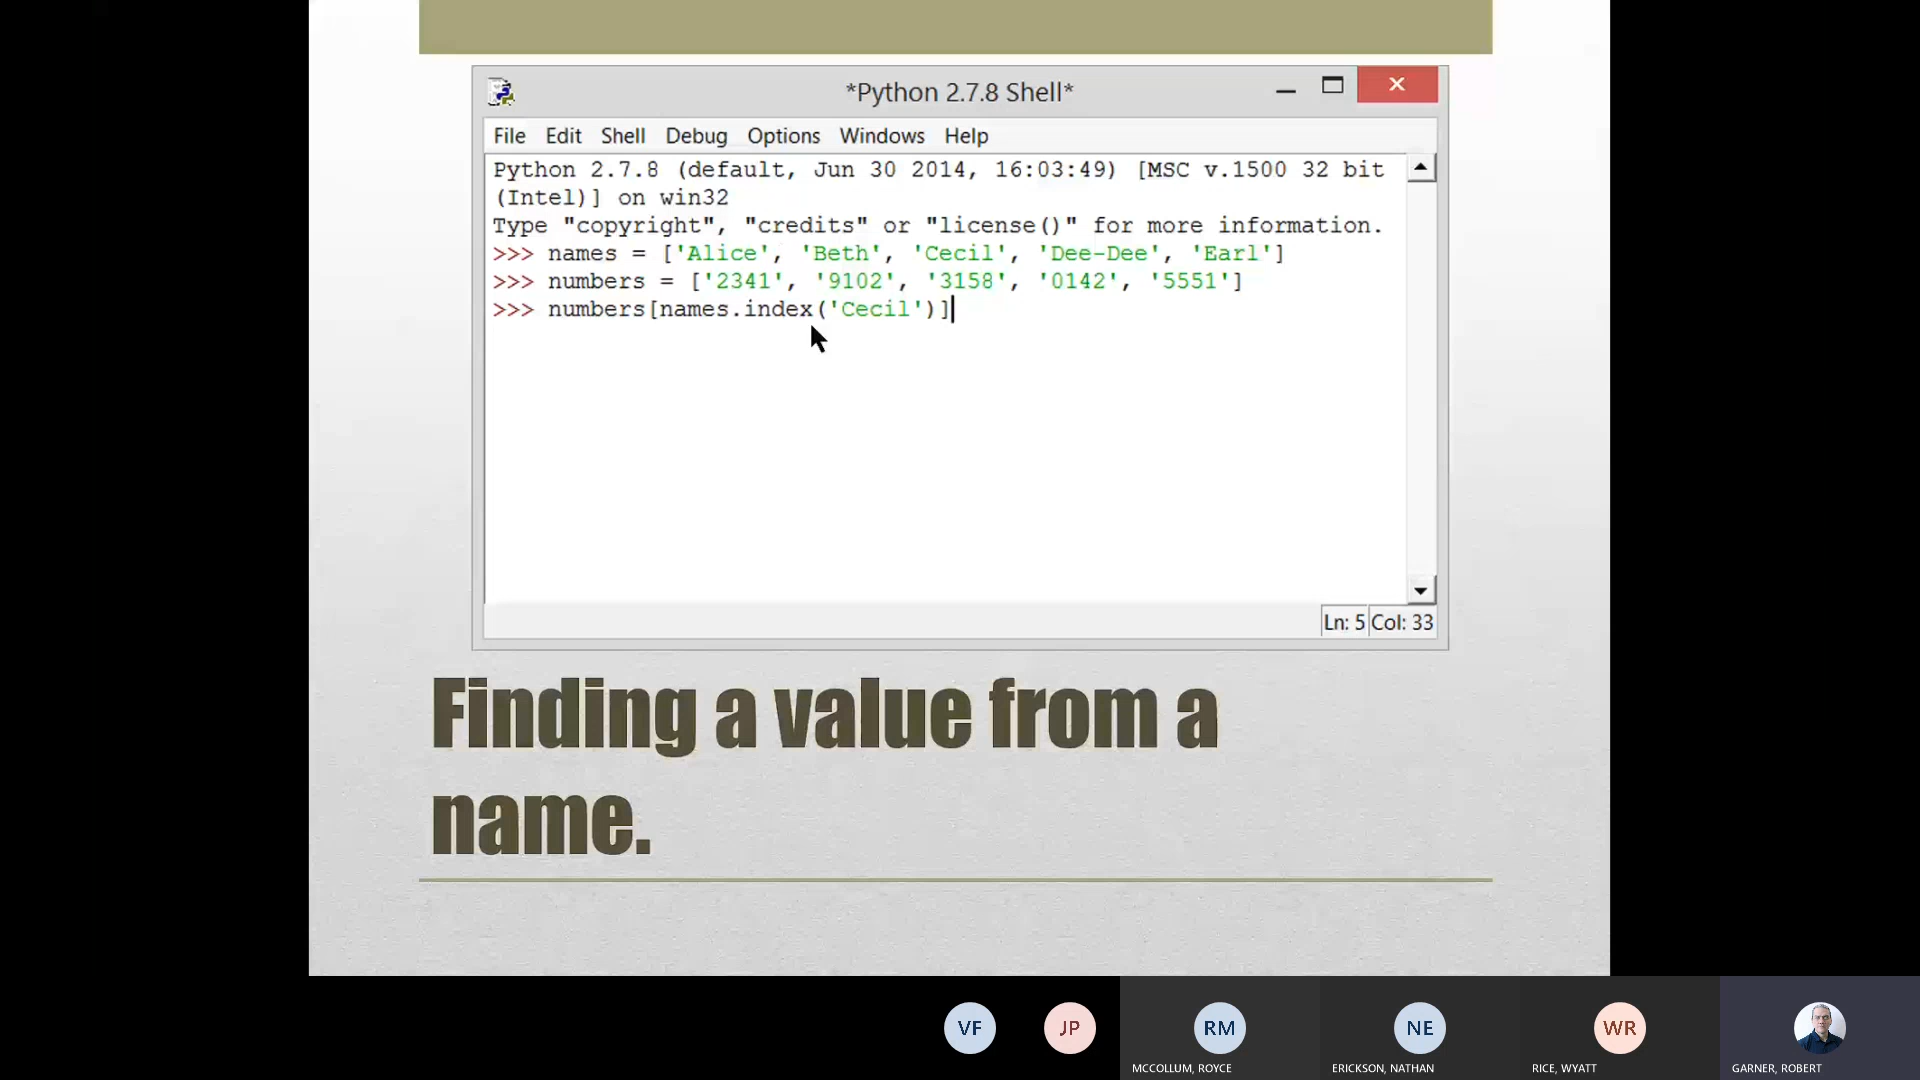 *Python 2.7.8 Shell*
File Edit Shell Debug Options Windows Help
Python 2.7.8 (default, Jun 30 2014, 16:03:49) [MSC v.1500 32 bit
(Intel)] on win32
Type "copyright", "credits" or "license()" for more information.
>>> names = ['Alice', 'Beth', 'Cecil', 'Dee-Dee', 'Earl']
>>> numbers = ['2341', '9102', '3158', '0142', '5551']
>>> numbers[names.index('Cecil')]
Ln: 5 Col: 33
Finding a value from a
name.
VF JP RM NE WR
MCCOLLUM, ROYCE ERICKSON, NATHAN RICE, WYATT GARNER, ROBERT